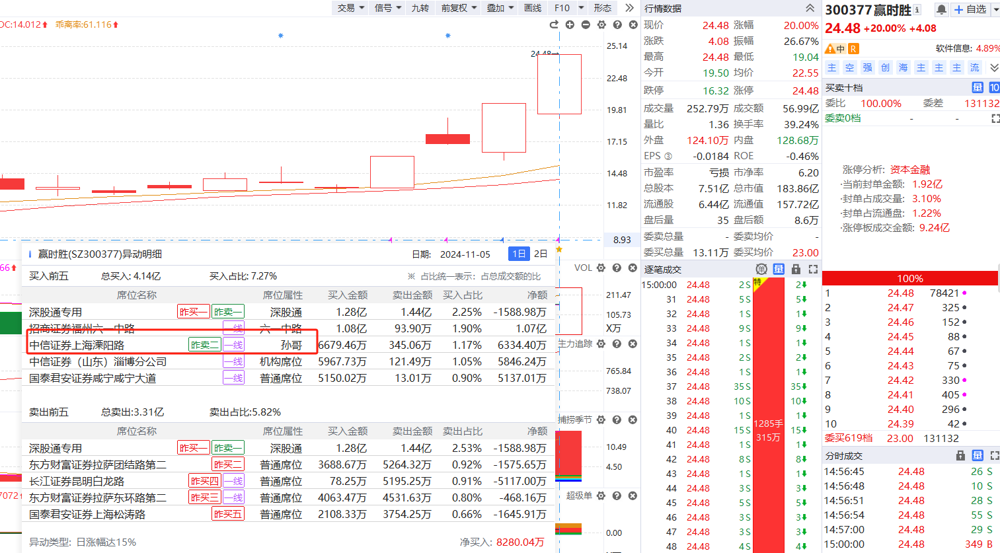 交易 信号 九转 前复权 叠加 画线 F10 形态
DC:14.012 乖离率:61.116
24.48
25.14
22.48
19.81
17.15
14.48
11.82
8.93
赢时胜(SZ300377)异动明细 日期: 2024-11-05 1日 2日
买入前五 总买入: 4.14亿 买入占比: 7.27% ※ 占比统一表示：占总成交额的比
席位名称 席位属性 买入金额 卖出金额 买入占比 净额
深股通专用 昨买一 昨卖一 深股通 1.28亿 1.44亿 2.25% -1588.98万
招商证券福州六一中路 一线 六一中路 1.08亿 93.90万 1.90% 1.07亿
中信证券上海溧阳路 昨卖二 一线 孙哥 6679.46万 345.06万 1.17% 6334.40万
中信证券（山东）淄博分公司 一线 机构席位 5967.73万 121.49万 1.05% 5846.24万
国泰君安证券咸宁咸宁大道 一线 普通席位 5150.02万 13.01万 0.90% 5137.01万
卖出前五 总卖出:3.31亿 卖出占比:5.82%
席位名称 席位属性 买入金额 卖出金额 卖出占比 净额
深股通专用 昨买一 昨卖一 深股通 1.28亿 1.44亿 2.53% -1588.98万
东方财富证券拉萨团结路第二 昨买二 普通席位 3688.67万 5264.32万 0.92% -1575.65万
长江证券昆明白龙路 昨买四 一线 普通席位 78.25万 5195.25万 0.91% -5117.00万
东方财富证券拉萨东环路第二 昨买三 一线 普通席位 4063.47万 4531.63万 0.80% -468.16万
国泰君安证券上海松涛路 昨买五 普通席位 2108.33万 3754.25万 0.66% -1645.91万
异动类型: 日涨幅达15% 净买入: 8280.04万
66
7072
VOL
211.47
105.73
X万
主力追踪
765.84
738.07
捕捞季节
10.49
4.50
超级单
0.00
行情数据
现价 24.48 涨幅 20.00%
涨跌 4.08 振幅 26.67%
最高 24.48 最低 19.04
今开 19.50 均价 22.55
跌停 16.32 涨停 24.48
成交量 252.79万 成交额 56.99亿
量比 1.36 换手率 39.24%
外盘 124.10万 内盘 128.68万
EPS ③ -0.0184 ROE -0.46%
市盈率 亏损 市净率 6.20
总股本 7.51亿 总市值 183.86亿
流通股 6.44亿 流通值 157.72亿
盘后量 35 盘后额 8.6万
委卖总量 - 委卖均价 -
委买总量 13.11万 委买均价 23.00
逐笔成交 单 量
15:00:00 24.48 2 S 特 2
31 24.48 5 S 5
32 24.48 1 S 1
33 24.48 9 S 9
34 24.48 1 S 1
35 24.48 2 S 2
36 24.48 1 S 1
37 24.48 35 S 35
38 24.48 10 S 10
39 24.48 1 S 1
40 24.48 15 S 15
41 24.48 1 S 1
42 24.48 8 S 8
43 24.48 1 S 1
44 24.48 3 S 3
45 24.48 5 S 5
46 24.48 3 S 3
47 24.48 3 S 3
48 24.48 4 S 4
1285手
315万
300377 赢时胜 自选
24.48 +20.00% +4.08
中 R 软件信息: 4.89%
主 空 强 创 海 主 主 主 流
买卖十档 量 10
委比 100.00% 委差 131132
委卖0档 - -
涨停分析: 资本金融
·当前封单金额: 1.92亿
·封单占成交量: 3.10%
·封单占流通盘: 1.22%
·涨停板成交金额: 9.24亿
100%
1 24.48 78421
2 24.47 325
3 24.46 152
4 24.45 88
5 24.44 67
6 24.43 75
7 24.42 330
8 24.41 405
9 24.40 296
10 24.39 42
委买619档 23.00 131132
分时成交 量
14:56:45 24.48 26 S
14:56:48 24.48 10 S
14:56:51 24.48 28 S
14:56:54 24.48 55 S
14:57:00 24.48 29 S
15:00:00 24.48 349 B